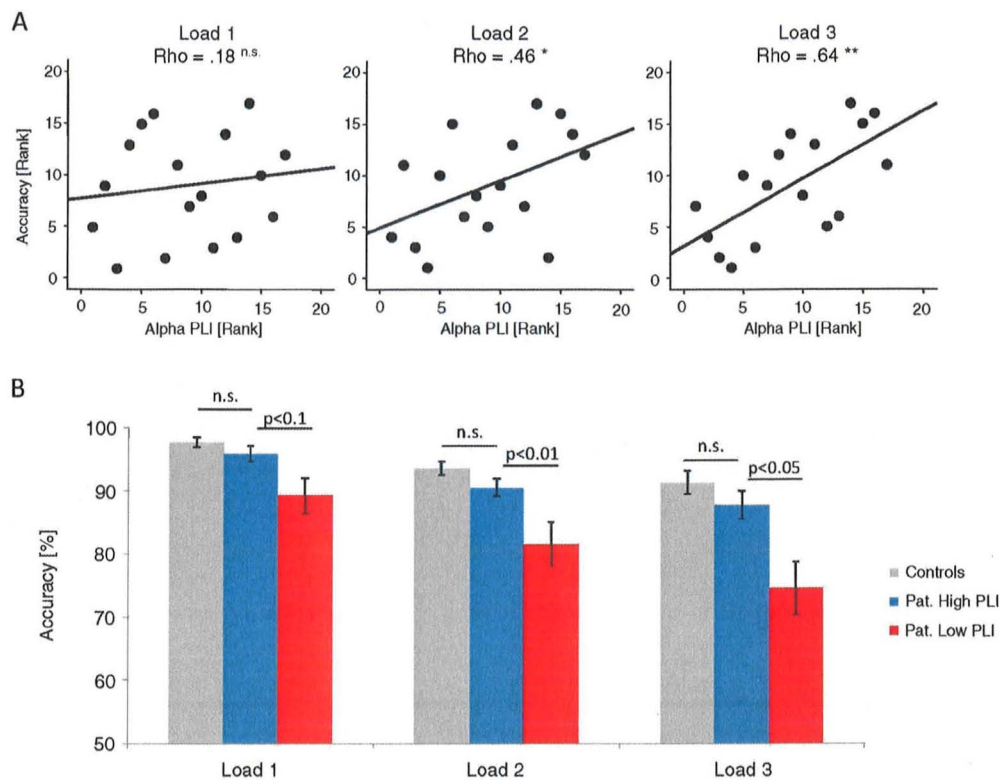 A
Load 1
Rho = .18 n.s.
Load 2
Rho = .46 *
Load 3
Rho = .64 **
Accuracy [Rank]
20
15
10
5
0
20
15
10
5
0
20
15
10
5
0
0 5 10 15 20
0 5 10 15 20
0 5 10 15 20
Alpha PLI [Rank]
Alpha PLI [Rank]
Alpha PLI [Rank]
B
n.s.
p<0.1
n.s.
p<0.01
n.s.
p<0.05
Accuracy [%]
100
90
80
70
60
50
Controls
Pat. High PLI
Pat. Low PLI
Load 1
Load 2
Load 3